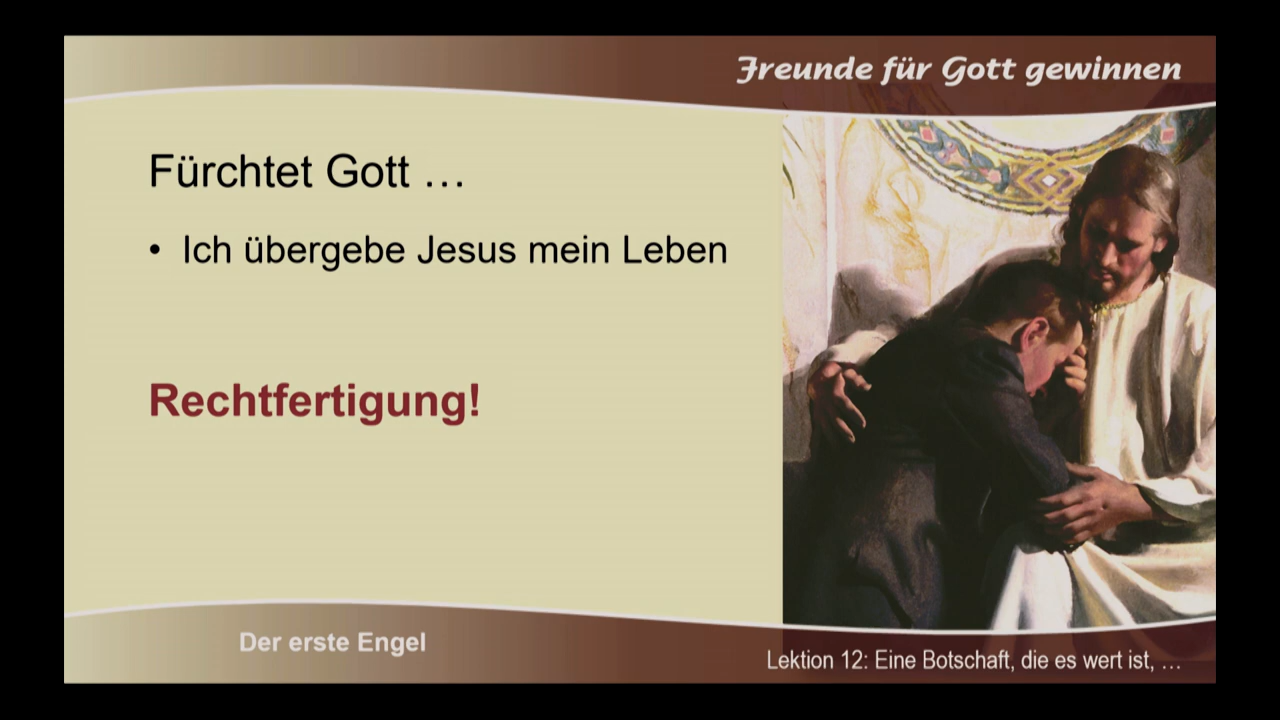 Freunde für Gott gewinnen
Fürchtet Gott …
• Ich übergebe Jesus mein Leben
Rechtfertigung!
Der erste Engel
Lektion 12: Eine Botschaft, die es wert ist, …